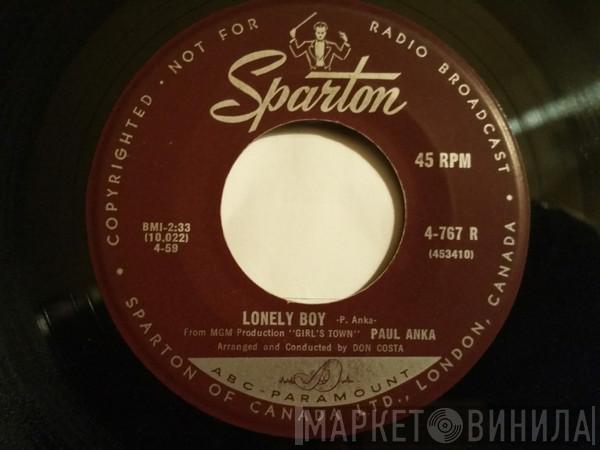 COPYRIGHTED • NOT FOR RADIO BROADCAST
Sparton
45 RPM
BMI-2:33
(10,022)
4-59
4-767 R
(453410)
LONELY BOY -P. Anka-
From MGM Production "GIRL'S TOWN" PAUL ANKA
Arranged and Conducted by DON COSTA
ABC-PARAMOUNT
• SPARTON OF CANADA LTD., LONDON, CANADA •
МАРКЕТ ВИНИЛА